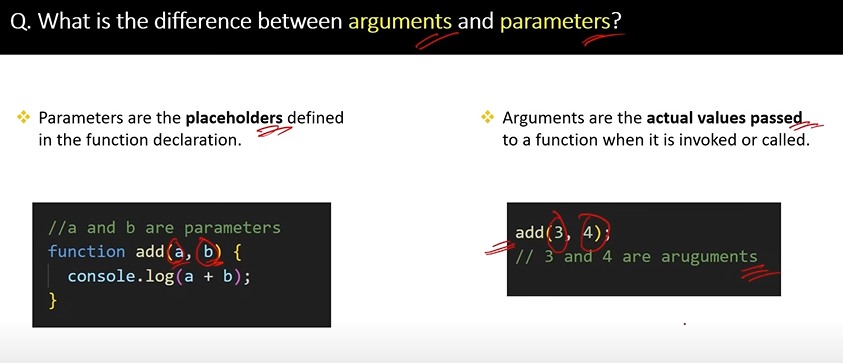 Q. What is the difference between arguments and parameters?
❖ Parameters are the placeholders defined
in the function declaration.
//a and b are parameters
function add(a, b) {
console.log(a + b);
}
❖ Arguments are the actual values passed
to a function when it is invoked or called.
add(3, 4);
// 3 and 4 are aruguments